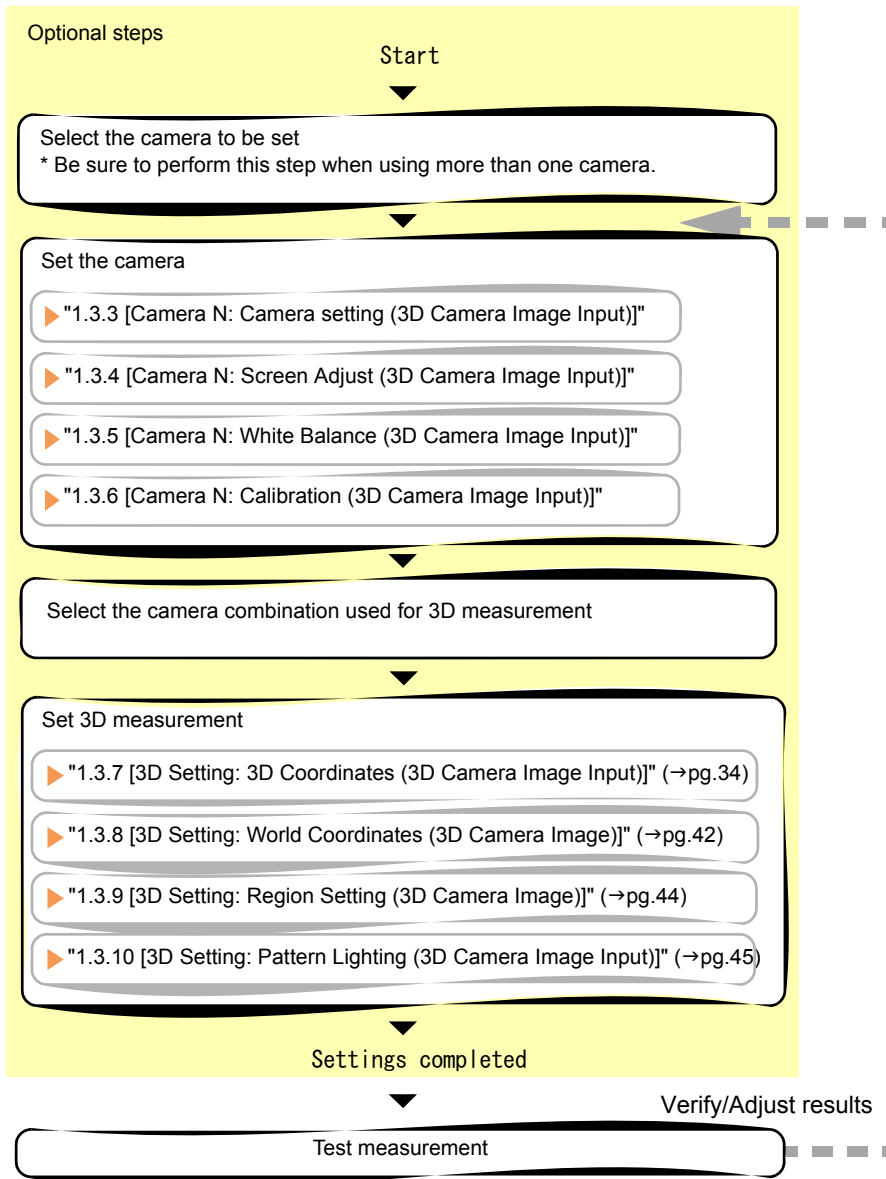 Optional steps
Start
Select the camera to be set
* Be sure to perform this step when using more than one camera.
Set the camera
"1.3.3 [Camera N: Camera setting (3D Camera Image Input)]"
"1.3.4 [Camera N: Screen Adjust (3D Camera Image Input)]"
"1.3.5 [Camera N: White Balance (3D Camera Image Input)]"
"1.3.6 [Camera N: Calibration (3D Camera Image Input)]"
Select the camera combination used for 3D measurement
Set 3D measurement
"1.3.7 [3D Setting: 3D Coordinates (3D Camera Image Input)]" (→pg.34)
"1.3.8 [3D Setting: World Coordinates (3D Camera Image)]" (→pg.42)
"1.3.9 [3D Setting: Region Setting (3D Camera Image)]" (→pg.44)
"1.3.10 [3D Setting: Pattern Lighting (3D Camera Image Input)]" (→pg.45)
Settings completed
Verify/Adjust results
Test measurement